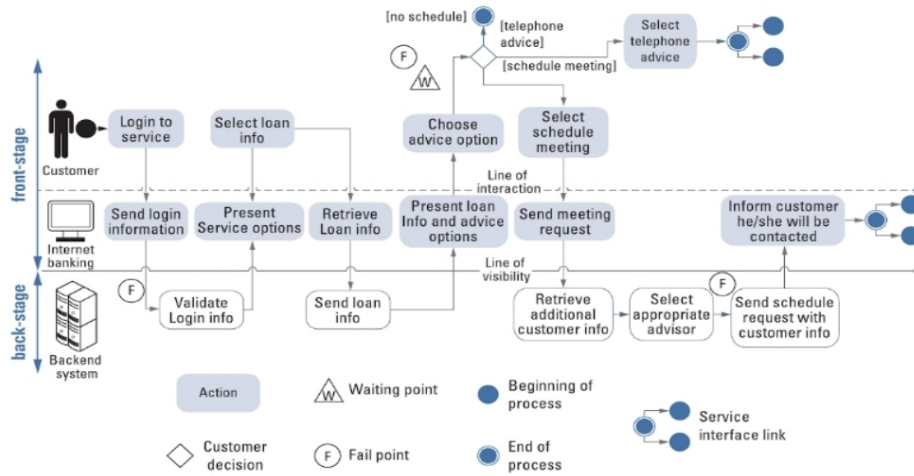 [no schedule]
[telephone
advice]
[schedule meeting]
Select
telephone
advice
F
W
front-stage
Customer
Login to
service
Select loan
info
Choose
advice option
Select
schedule
meeting
Line of
interaction
Internet
banking
Send login
information
Present
Service options
Retrieve
Loan info
Present loan
Info and advice
options
Send meeting
request
Inform customer
he/she will be
contacted
Line of
visibility
back-stage
Backend
system
F
Validate
Login info
Send loan
info
Retrieve
additional
customer info
Select
appropriate
advisor
F
Send schedule
request with
customer info
Action
W
Waiting point
Beginning of
process
Customer
decision
F
Fail point
End of
process
Service
interface link